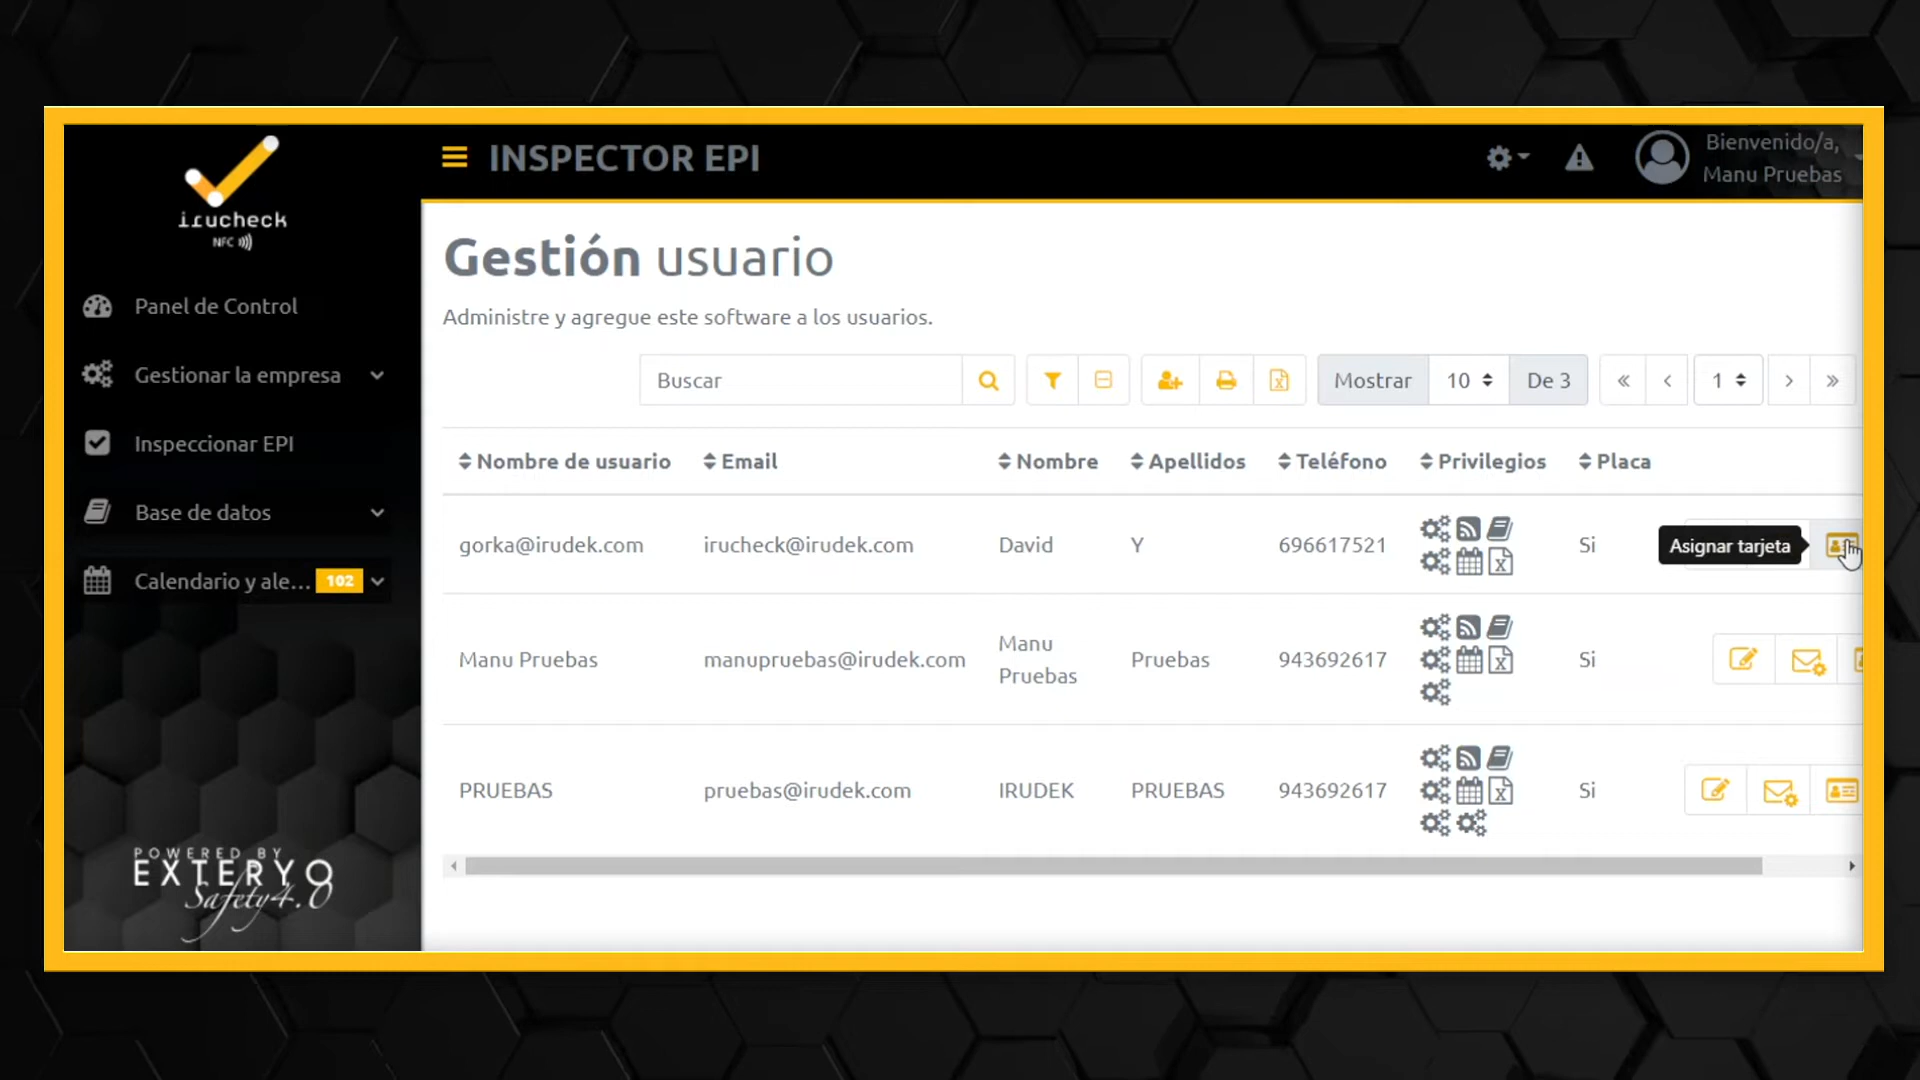 irucheck
NFC
INSPECTOR EPI
Bienvenido/a,
Manu Pruebas
Panel de Control
Gestionar la empresa
Inspeccionar EPI
Base de datos
Calendario y ale... 102
POWERED BY
EXTERYO
Safety4.0
Gestión usuario
Administre y agregue este software a los usuarios.
Buscar
Mostrar 10 De 3 « ‹ 1 › »
Nombre de usuario Email Nombre Apellidos Teléfono Privilegios Placa
gorka@irudek.com irucheck@irudek.com David Y 696617521 Si Asignar tarjeta
Manu Pruebas manupruebas@irudek.com Manu Pruebas Pruebas 943692617 Si
PRUEBAS pruebas@irudek.com IRUDEK PRUEBAS 943692617 Si